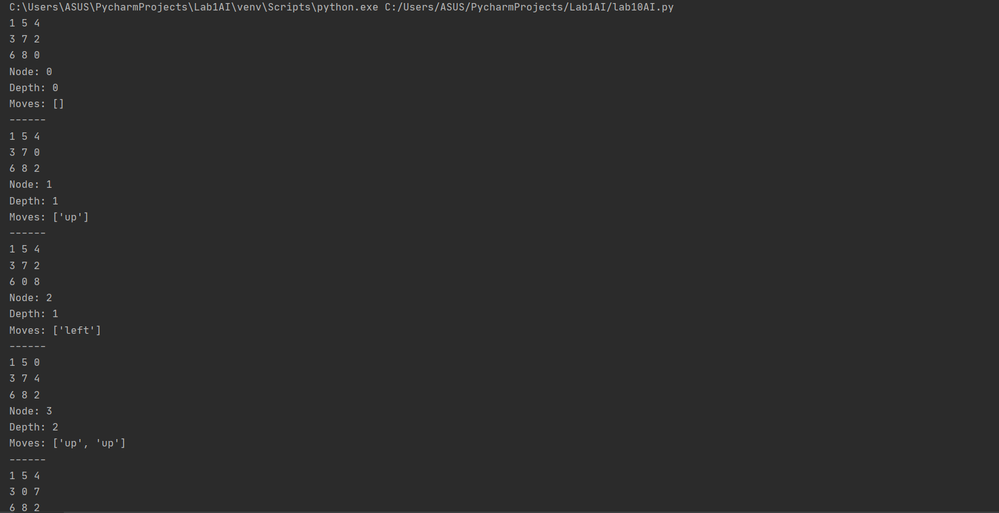 C:\Users\ASUS\PycharmProjects\Lab1AI\venv\Scripts\python.exe C:/Users/ASUS/PycharmProjects/Lab1AI/lab10AI.py
1 5 4
3 7 2
6 8 0
Node: 0
Depth: 0
Moves: []
------
1 5 4
3 7 0
6 8 2
Node: 1
Depth: 1
Moves: ['up']
------
1 5 4
3 7 2
6 0 8
Node: 2
Depth: 1
Moves: ['left']
------
1 5 0
3 7 4
6 8 2
Node: 3
Depth: 2
Moves: ['up', 'up']
------
1 5 4
3 0 7
6 8 2